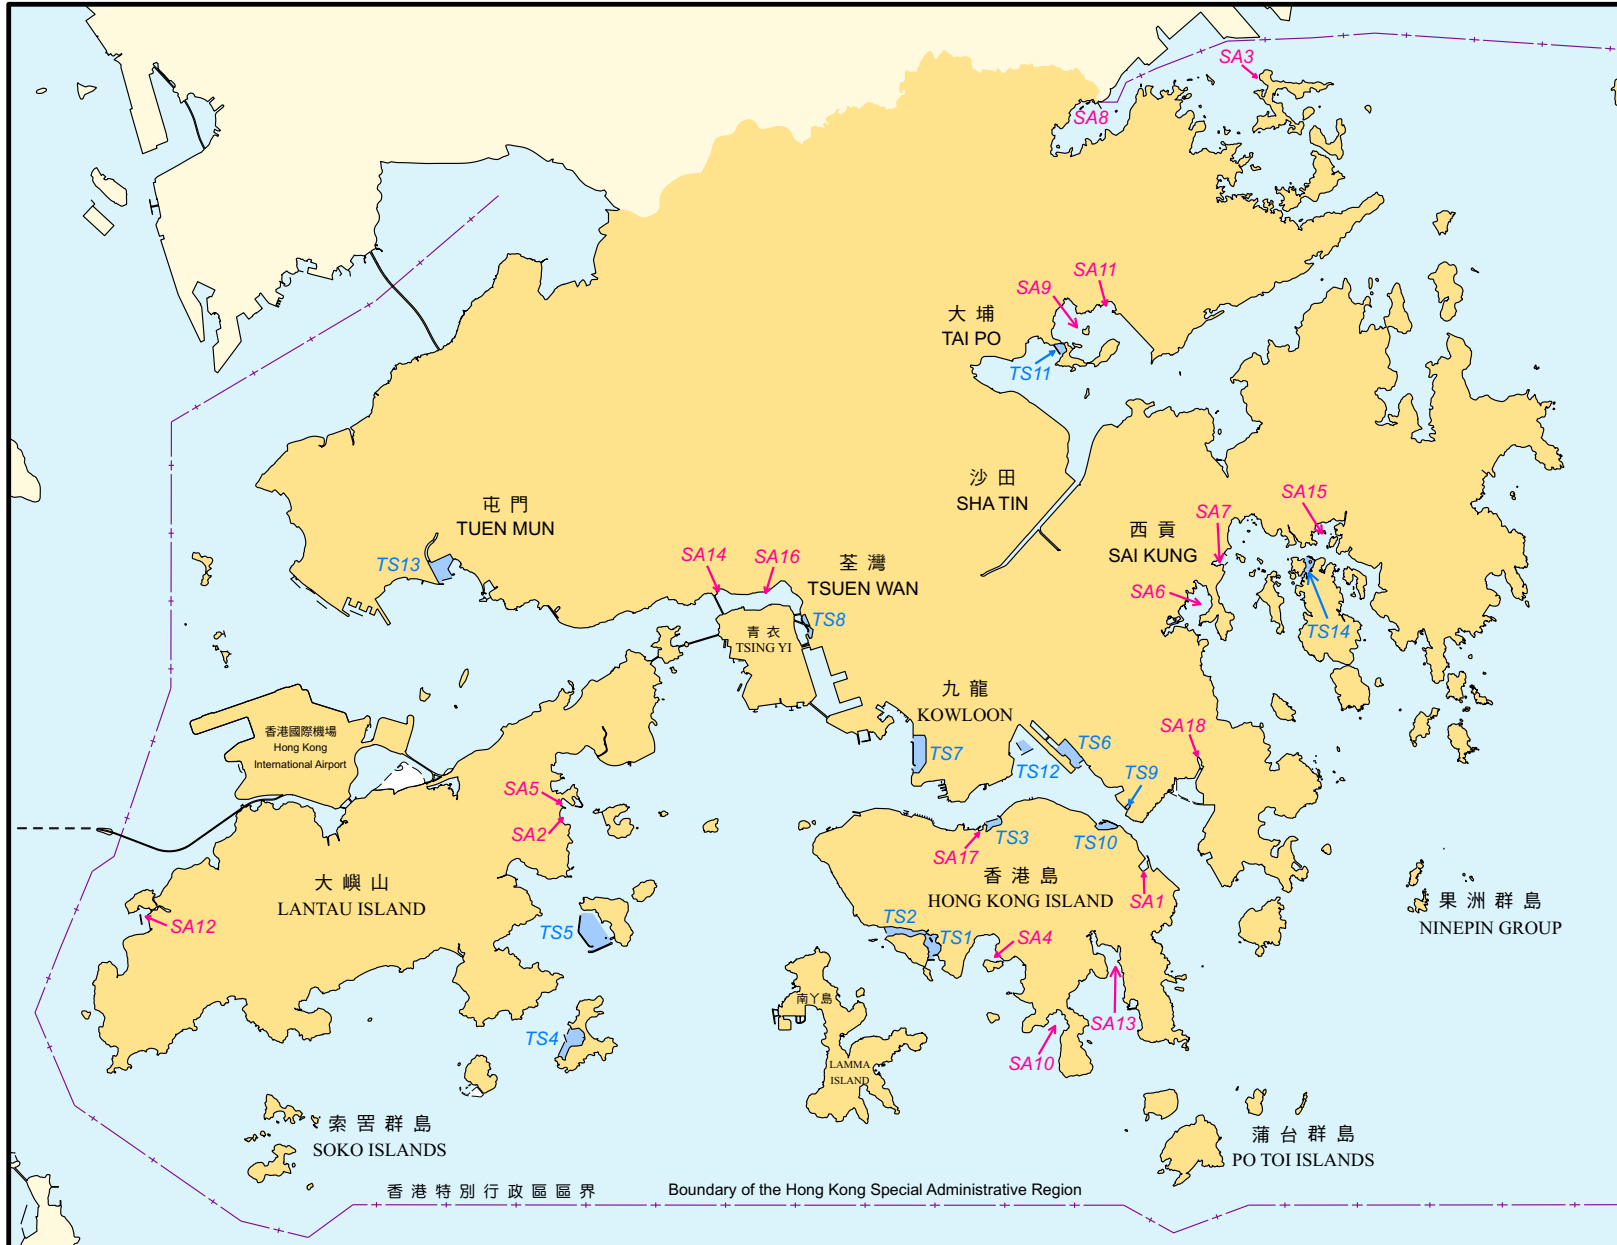 SA3
SA8
SA11
SA9
大埔
TAI PO
TS11
沙田
SHA TIN
SA15
SA7
西貢
SAI KUNG
屯門
TUEN MUN
TS13
SA14
SA16
荃灣
TSUEN WAN
SA6
TS8
TS14
青衣
TSING YI
九龍
KOWLOON
香港國際機場
Hong Kong
International Airport
SA18
TS7
TS12
TS6
TS9
SA5
SA2
TS3
TS10
SA17
香港島
HONG KONG ISLAND
SA1
大嶼山
LANTAU ISLAND
SA12
果洲群島
NINEPIN GROUP
TS5
TS2
TS1
SA4
南丫島
SA13
TS4
SA10
LAMMA
ISLAND
索罟群島
SOKO ISLANDS
蒲台群島
PO TOI ISLANDS
香港特別行政區區界 Boundary of the Hong Kong Special Administrative Region